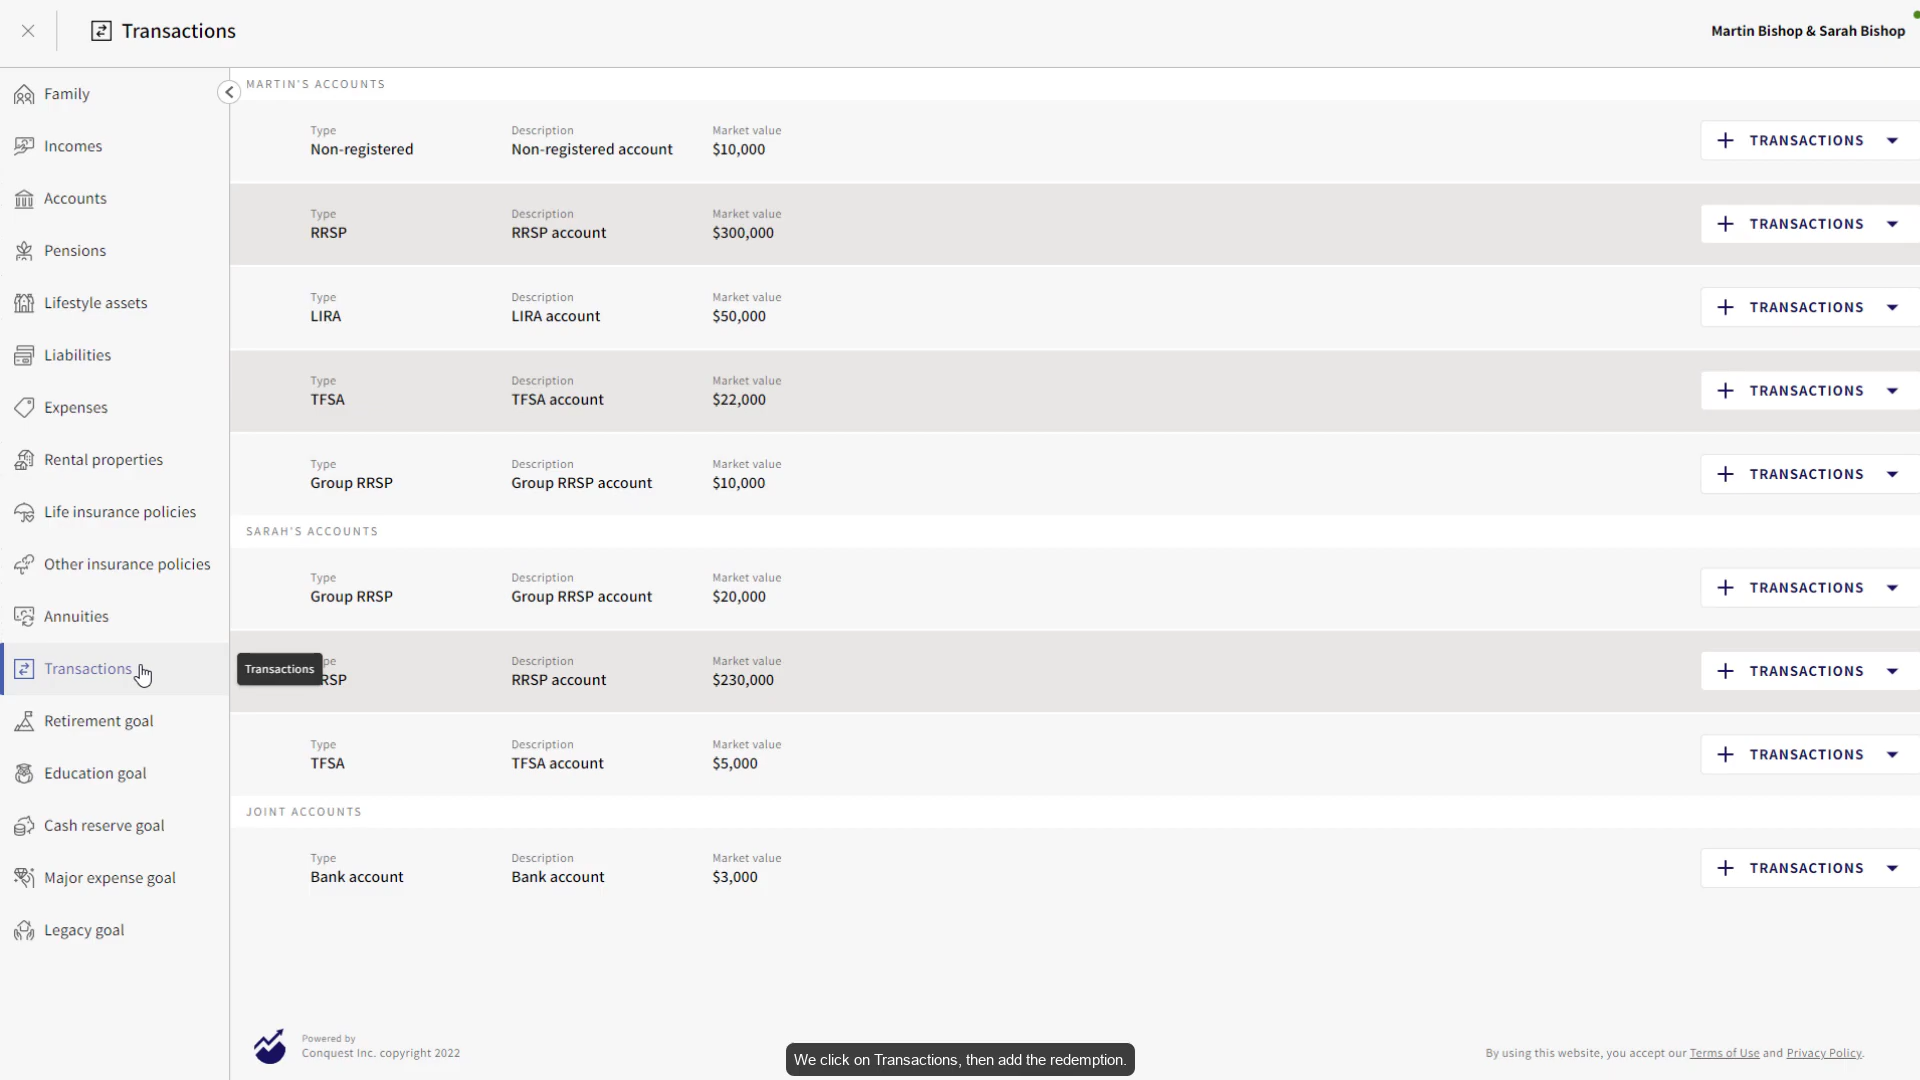 Transactions
Martin Bishop & Sarah Bishop
Family
Incomes
Accounts
Pensions
Lifestyle assets
Liabilities
Expenses
Rental properties
Life insurance policies
Other insurance policies
Annuities
Transactions
Retirement goal
Education goal
Cash reserve goal
Major expense goal
Legacy goal
Transactions
MARTIN'S ACCOUNTS
Type Description Market value
Non-registered Non-registered account $10,000
TRANSACTIONS
Type Description Market value
RRSP RRSP account $300,000
TRANSACTIONS
Type Description Market value
LIRA LIRA account $50,000
TRANSACTIONS
Type Description Market value
TFSA TFSA account $22,000
TRANSACTIONS
Type Description Market value
Group RRSP Group RRSP account $10,000
TRANSACTIONS
SARAH'S ACCOUNTS
Type Description Market value
Group RRSP Group RRSP account $20,000
TRANSACTIONS
pe Description Market value
RSP RRSP account $230,000
TRANSACTIONS
Type Description Market value
TFSA TFSA account $5,000
TRANSACTIONS
JOINT ACCOUNTS
Type Description Market value
Bank account Bank account $3,000
TRANSACTIONS
Powered by
Conquest Inc. copyright 2022
We click on Transactions, then add the redemption.
By using this website, you accept our Terms of Use and Privacy Policy.